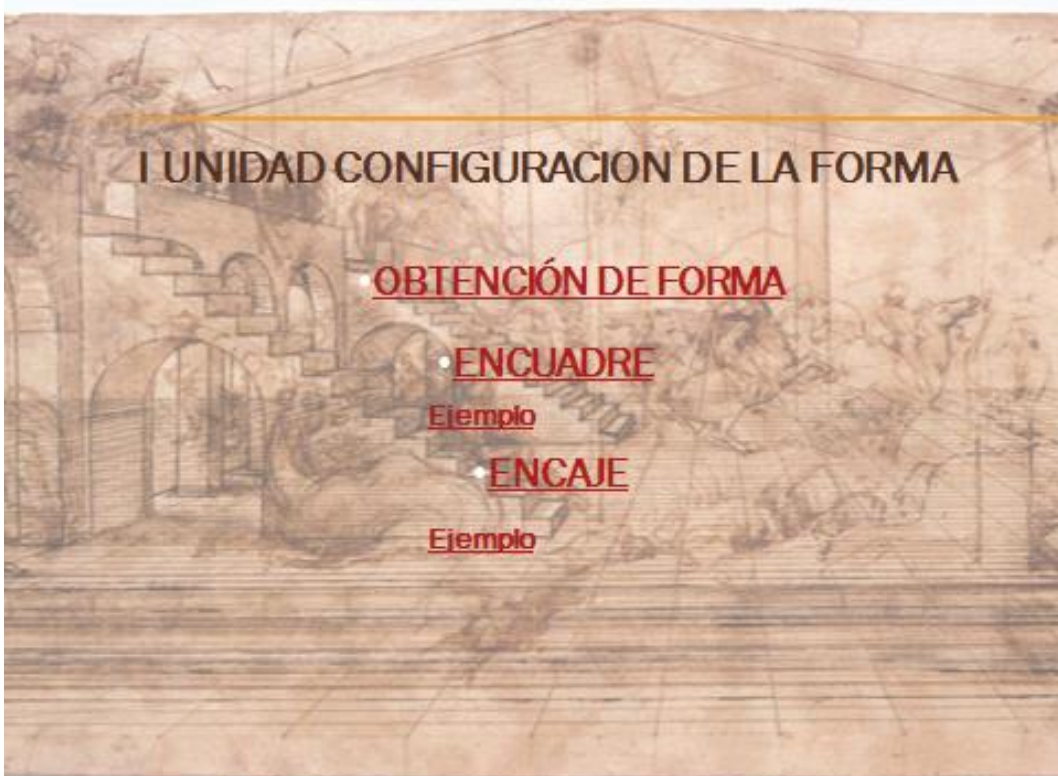 I UNIDAD CONFIGURACION DE LA FORMA
•OBTENCIÓN DE FORMA
•ENCUADRE
Ejemplo
•ENCAJE
Ejemplo